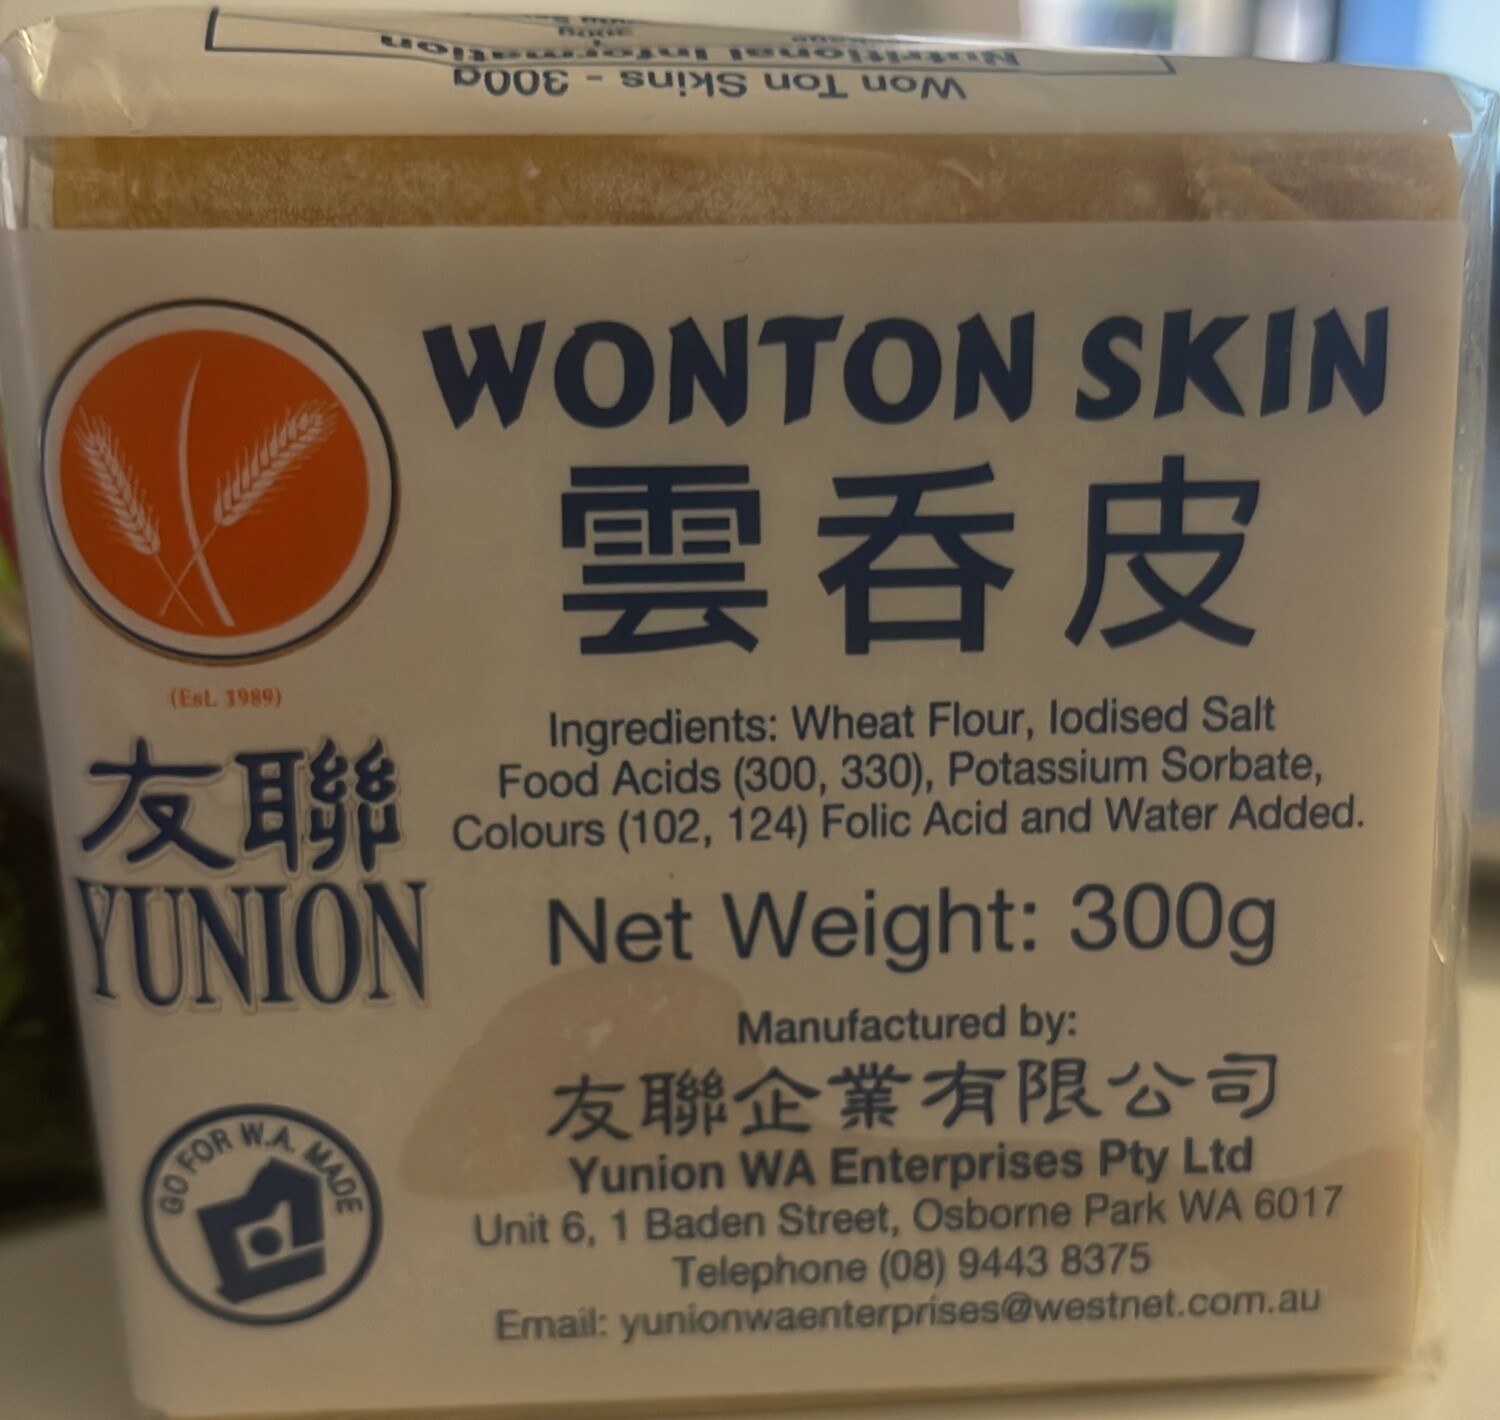 Nutritional Information
Won Ton Skins - 300g
WONTON SKIN
雲吞皮
(Est. 1989)
友聯
YUNION
Ingredients: Wheat Flour, Iodised Salt
Food Acids (300, 330), Potassium Sorbate,
Colours (102, 124) Folic Acid and Water Added.
Net Weight: 300g
Manufactured by:
友聯企業有限公司
Yunion WA Enterprises Pty Ltd
Unit 6, 1 Baden Street, Osborne Park WA 6017
Telephone (08) 9443 8375
Email: yunionwaenterprises@westnet.com.au
GO FOR W.A. MADE